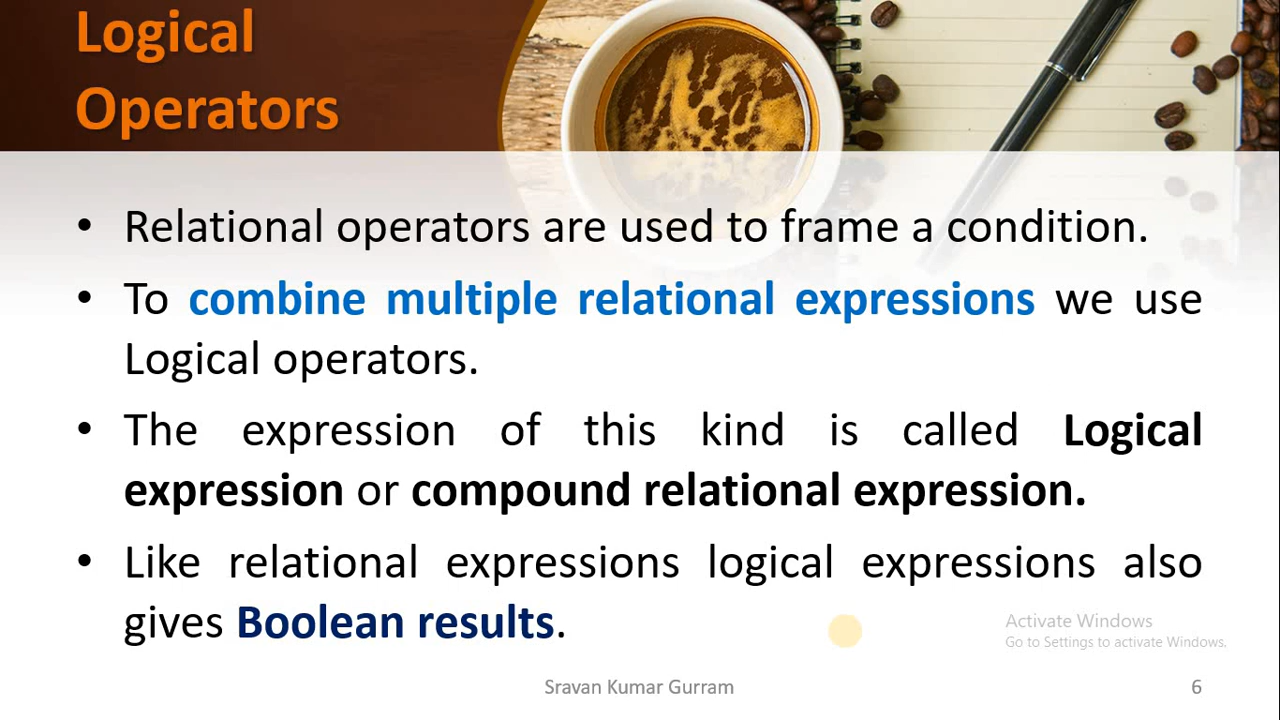 Logical
Operators
• Relational operators are used to frame a condition.
• To combine multiple relational expressions we use
Logical operators.
• The expression of this kind is called Logical
expression or compound relational expression.
• Like relational expressions logical expressions also
gives Boolean results.
Activate Windows
Go to Settings to activate Windows.
Sravan Kumar Gurram
6